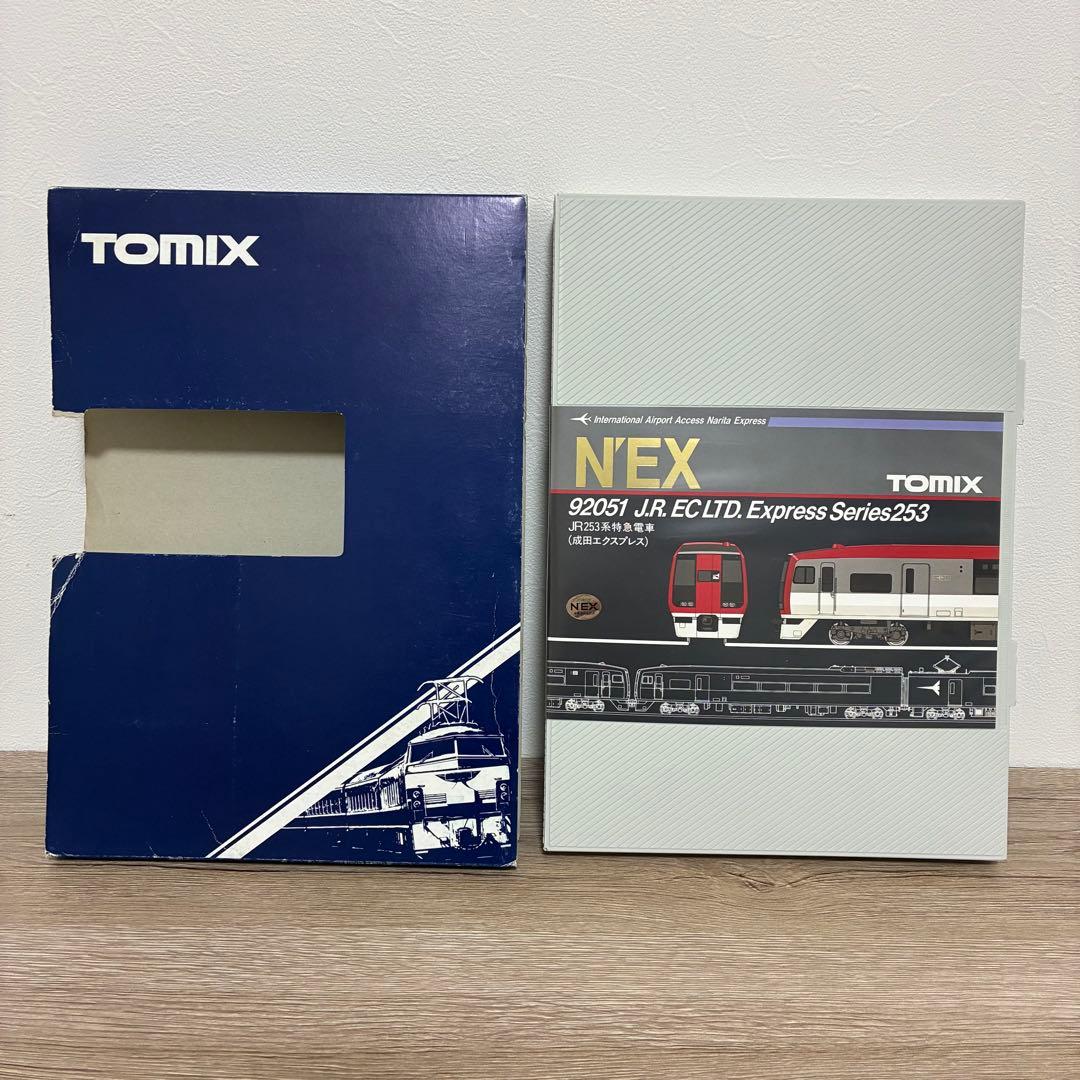 TOMIX
International Airport Access Narita Express
N'EX
TOMIX
92051 J.R. EC LTD. Express Series253
JR253系特急電車
(成田エクスプレス)
N'EX